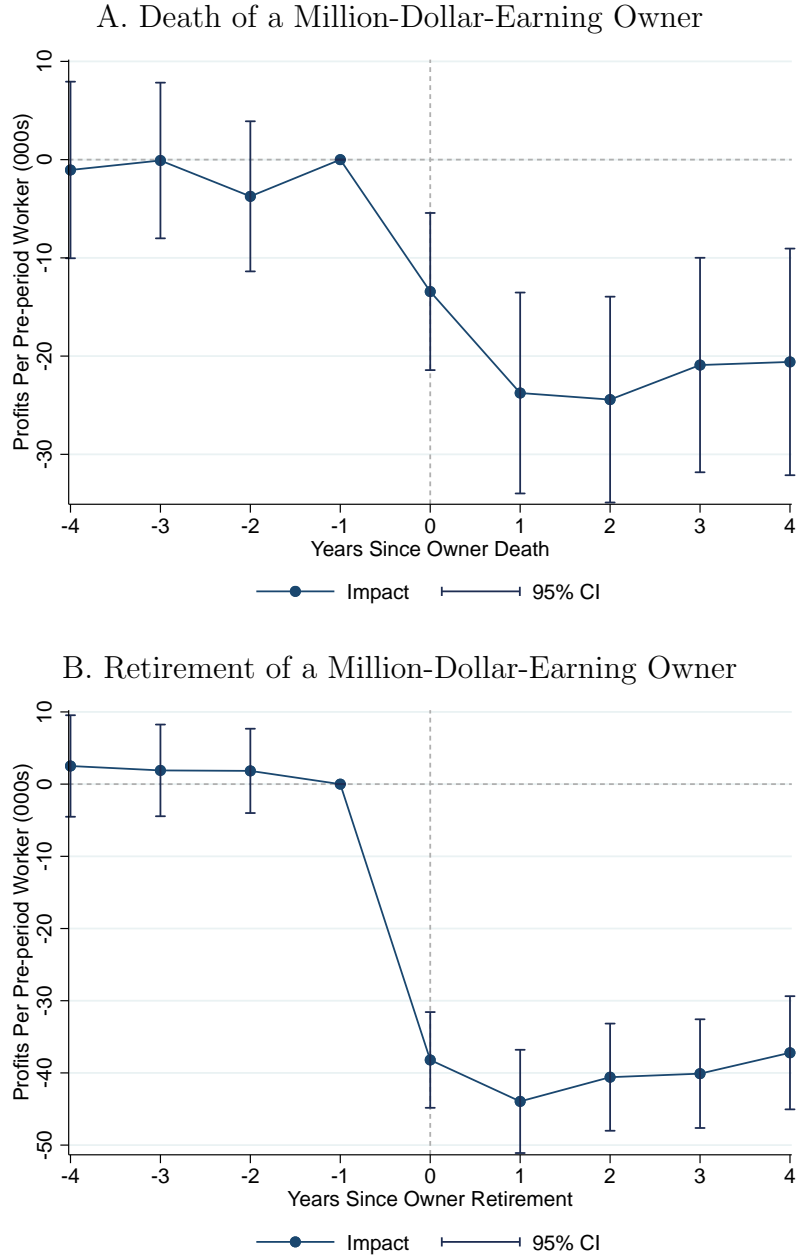 A. Death of a Million-Dollar-Earning Owner
Profits Per Pre-period Worker (000s)
10
0
-10
-20
-30
-4 -3 -2 -1 0 1 2 3 4
Years Since Owner Death
Impact 95% CI
B. Retirement of a Million-Dollar-Earning Owner
Profits Per Pre-period Worker (000s)
10
0
-10
-20
-30
-40
-50
-4 -3 -2 -1 0 1 2 3 4
Years Since Owner Retirement
Impact 95% CI